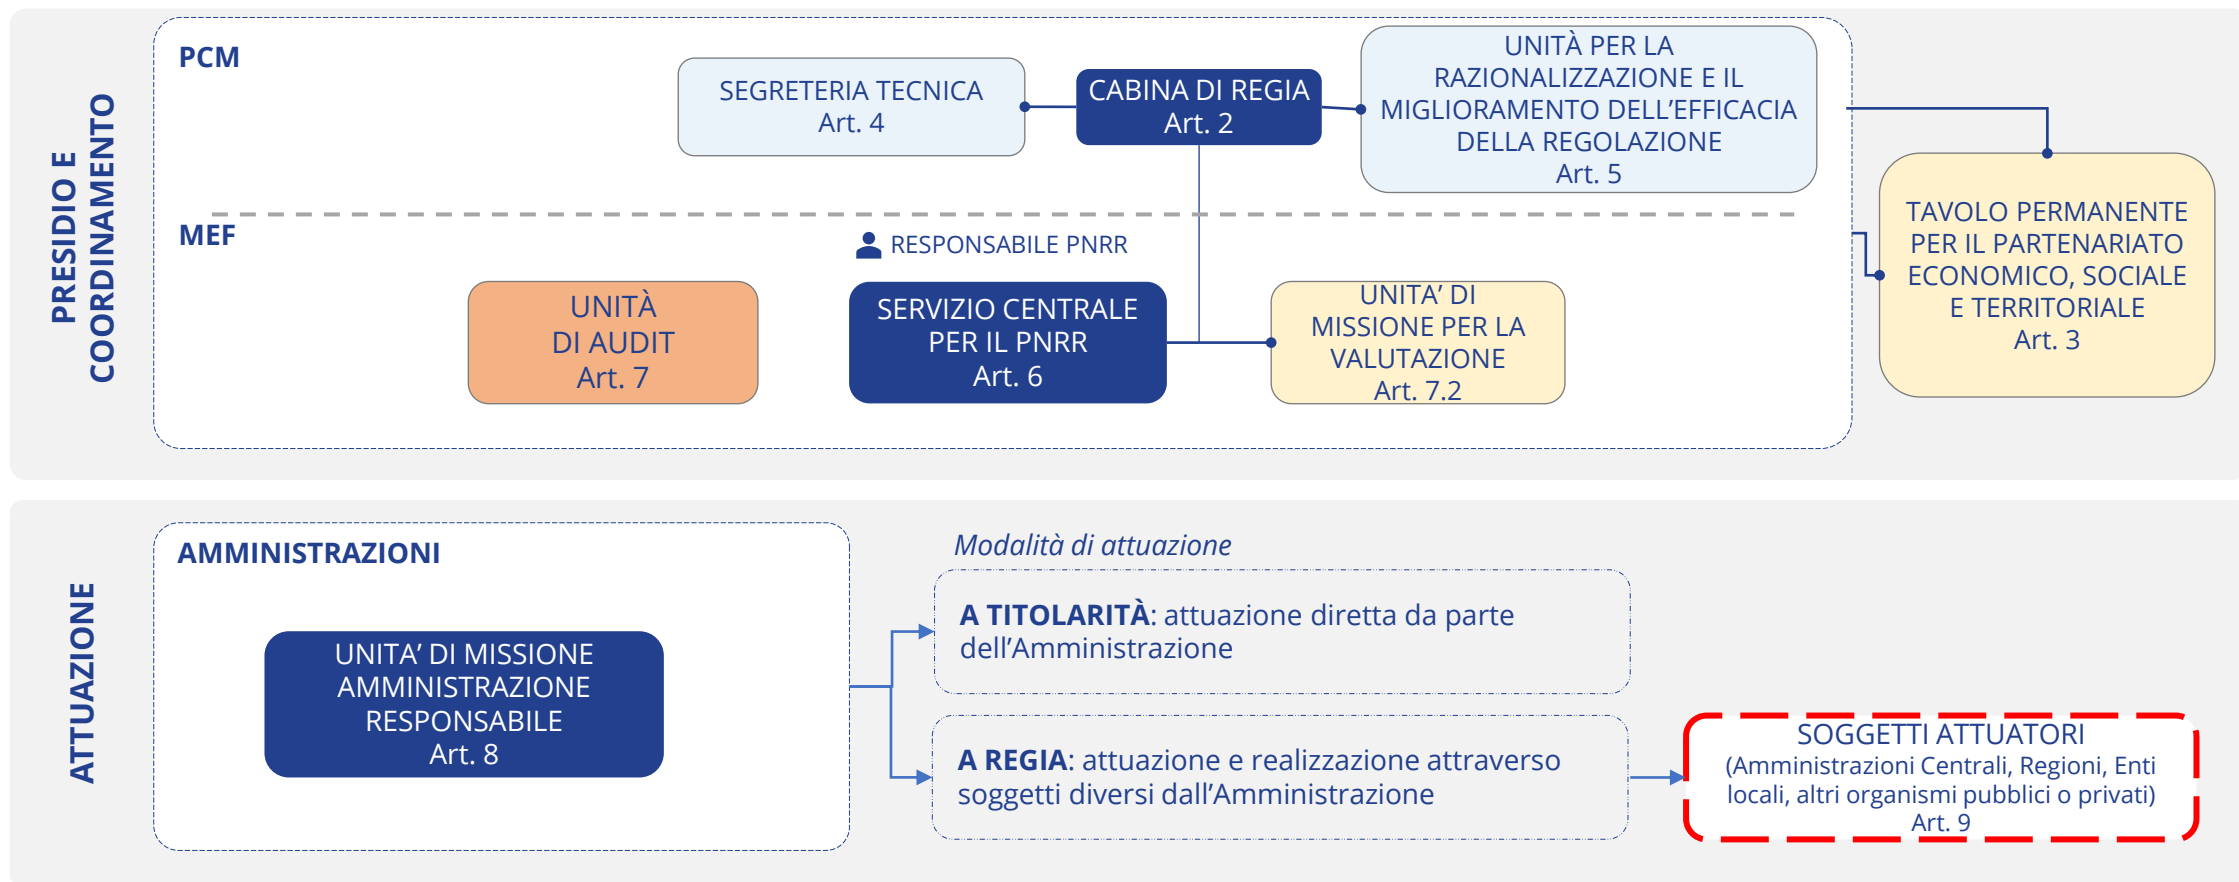 PRESIDIO E
COORDINAMENTO
PCM
SEGRETERIA TECNICA
Art. 4
CABINA DI REGIA
Art. 2
UNITÀ PER LA
RAZIONALIZZAZIONE E IL
MIGLIORAMENTO DELL’EFFICACIA
DELLA REGOLAZIONE
Art. 5
MEF
RESPONSABILE PNRR
UNITÀ
DI AUDIT
Art. 7
SERVIZIO CENTRALE
PER IL PNRR
Art. 6
UNITA’ DI
MISSIONE PER LA
VALUTAZIONE
Art. 7.2
TAVOLO PERMANENTE
PER IL PARTENARIATO
ECONOMICO, SOCIALE
E TERRITORIALE
Art. 3
ATTUAZIONE
AMMINISTRAZIONI
UNITA’ DI MISSIONE
AMMINISTRAZIONE
RESPONSABILE
Art. 8
Modalità di attuazione
A TITOLARITÀ: attuazione diretta da parte
dell’Amministrazione
A REGIA: attuazione e realizzazione attraverso
soggetti diversi dall’Amministrazione
SOGGETTI ATTUATORI
(Amministrazioni Centrali, Regioni, Enti
locali, altri organismi pubblici o privati)
Art. 9